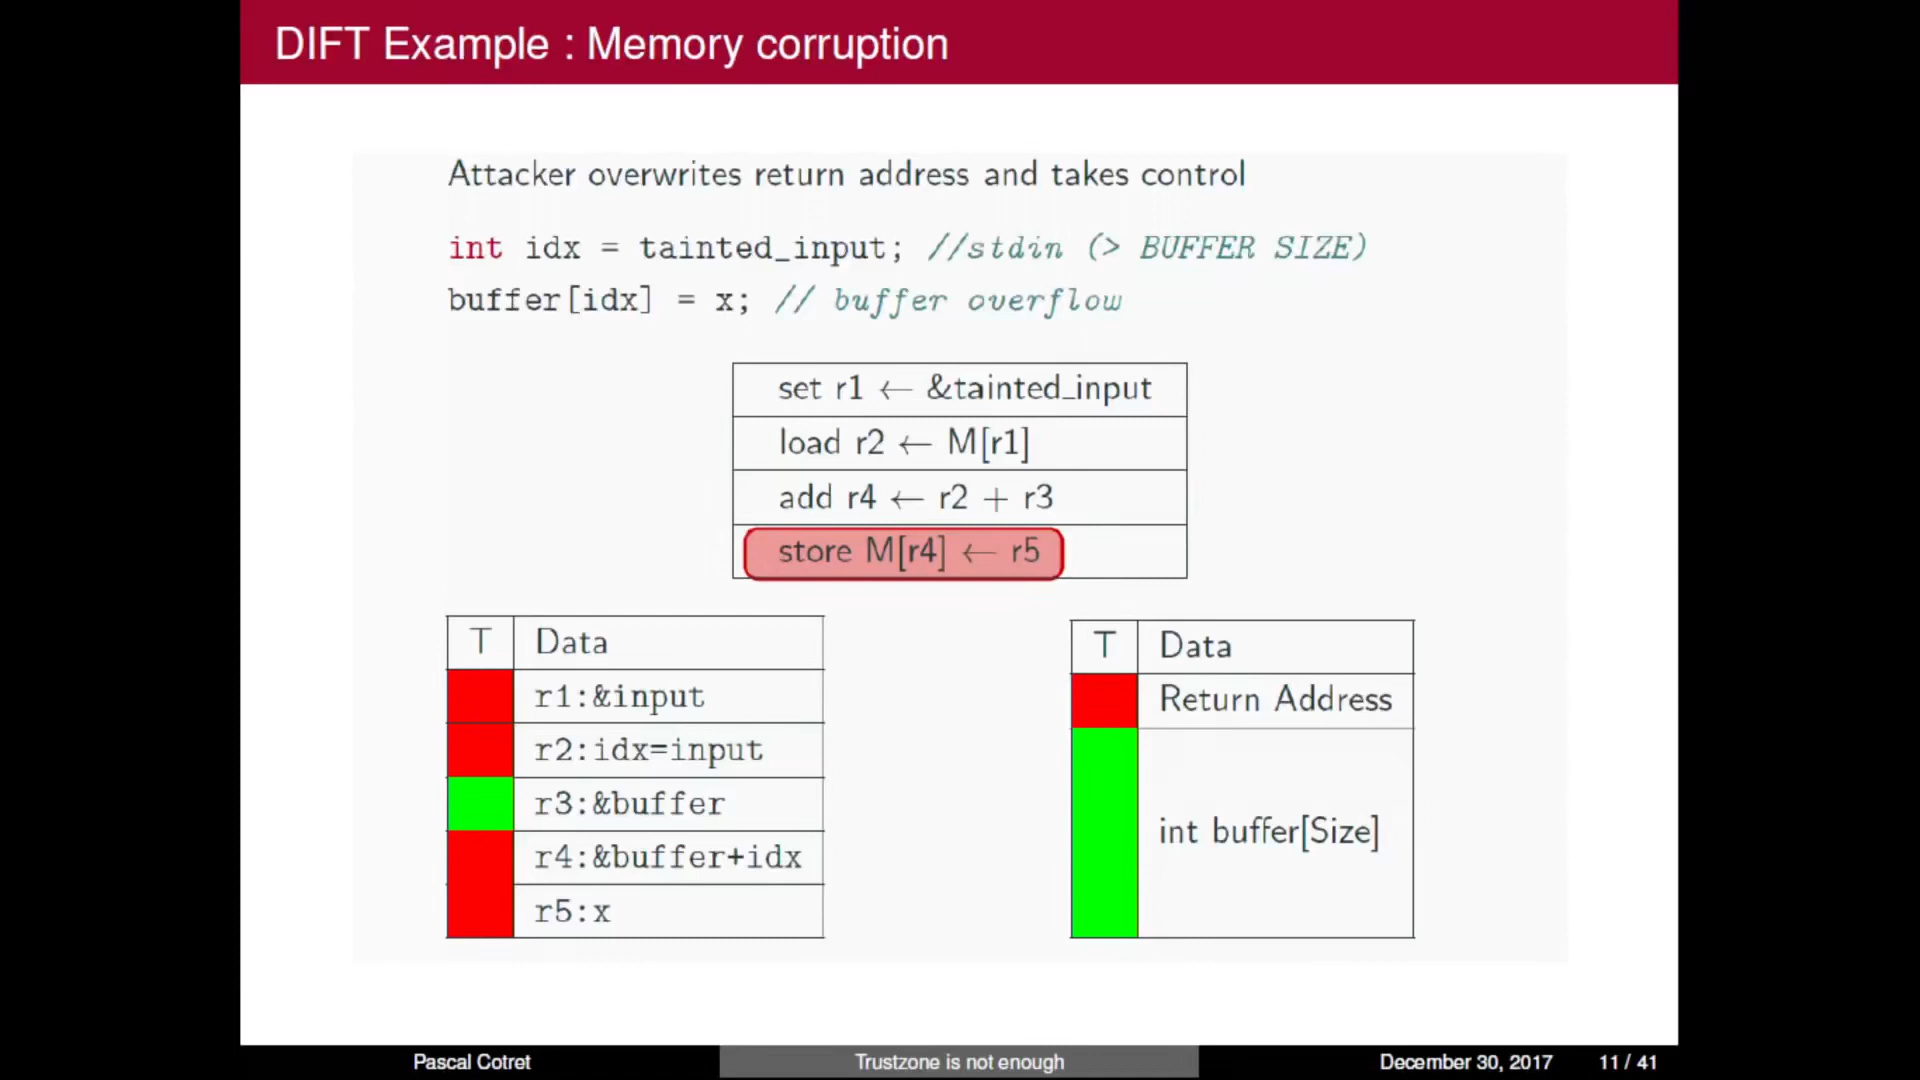 DIFT Example : Memory corruption
Attacker overwrites return address and takes control
int idx = tainted_input; //stdin (> BUFFER SIZE)
buffer[idx] = x; // buffer overflow
set r1 ← &tainted_input
load r2 ← M[r1]
add r4 ← r2 + r3
store M[r4] ← r5
T Data
r1:&input
r2:idx=input
r3:&buffer
r4:&buffer+idx
r5:x
T Data
Return Address
int buffer[Size]
Pascal Cotret Trustzone is not enough December 30, 2017 11 / 41